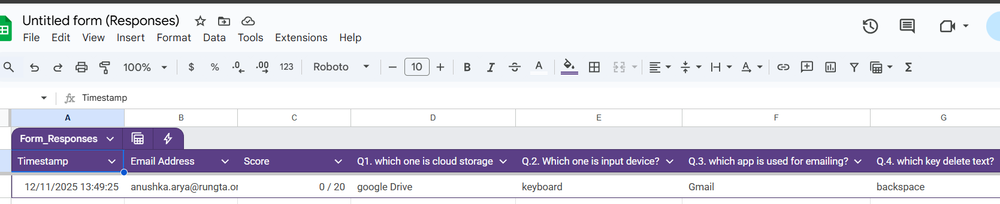 Untitled form (Responses)
File Edit View Insert Format Data Tools Extensions Help
100% $ % .0 .00 123 Roboto - 10 + B I S A Σ
fx Timestamp
A B C D E F G
Form_Responses
Timestamp Email Address Score Q1. which one is cloud storage Q.2. Which one is input device? Q.3. which app is used for emailing? Q.4. which key delete text?
12/11/2025 13:49:25 anushka.arya@rungta.or 0 / 20 google Drive keyboard Gmail backspace